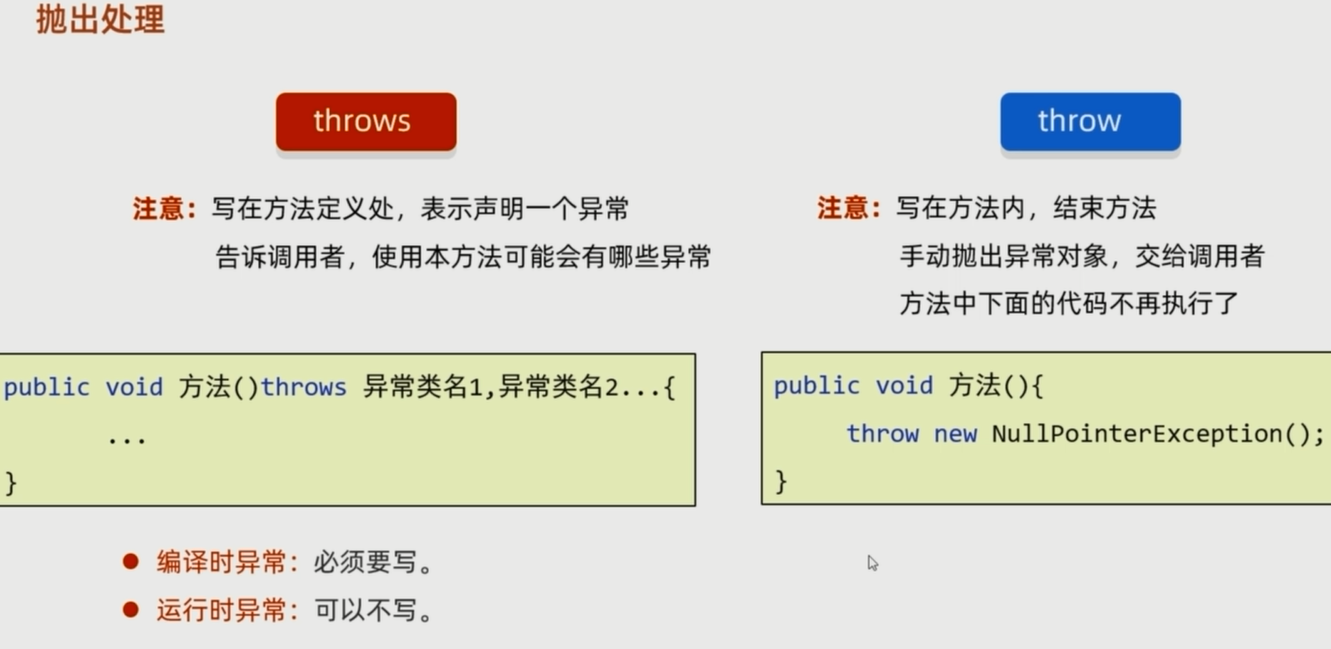 抛出处理
throws
注意：写在方法定义处，表示声明一个异常
告诉调用者，使用本方法可能会有哪些异常
public void 方法()throws 异常类名1,异常类名2...{
...
}
● 编译时异常：必须要写。
● 运行时异常：可以不写。
throw
注意：写在方法内，结束方法
手动抛出异常对象，交给调用者
方法中下面的代码不再执行了
public void 方法(){
throw new NullPointerException();
}